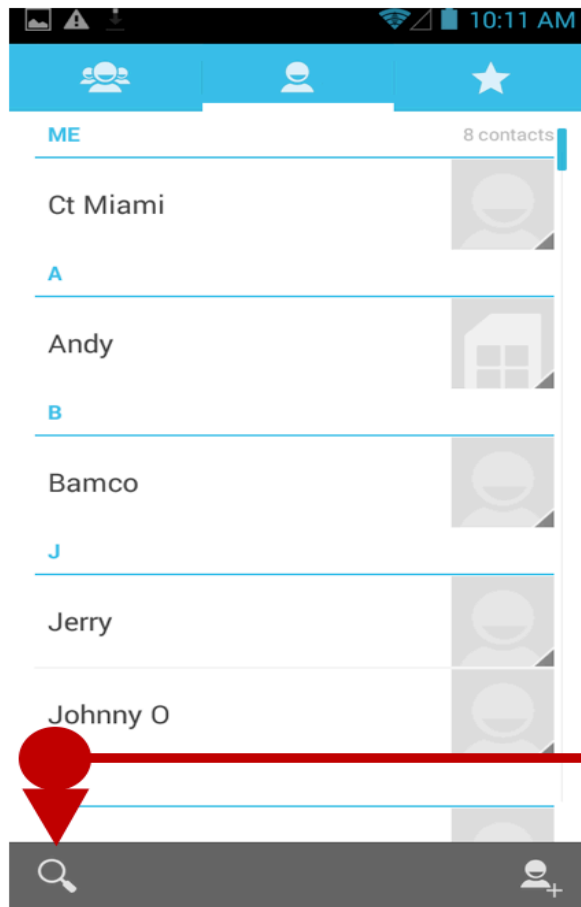 10:11 AM
ME 8 contacts
Ct Miami
A
Andy
B
Bamco
J
Jerry
Johnny O